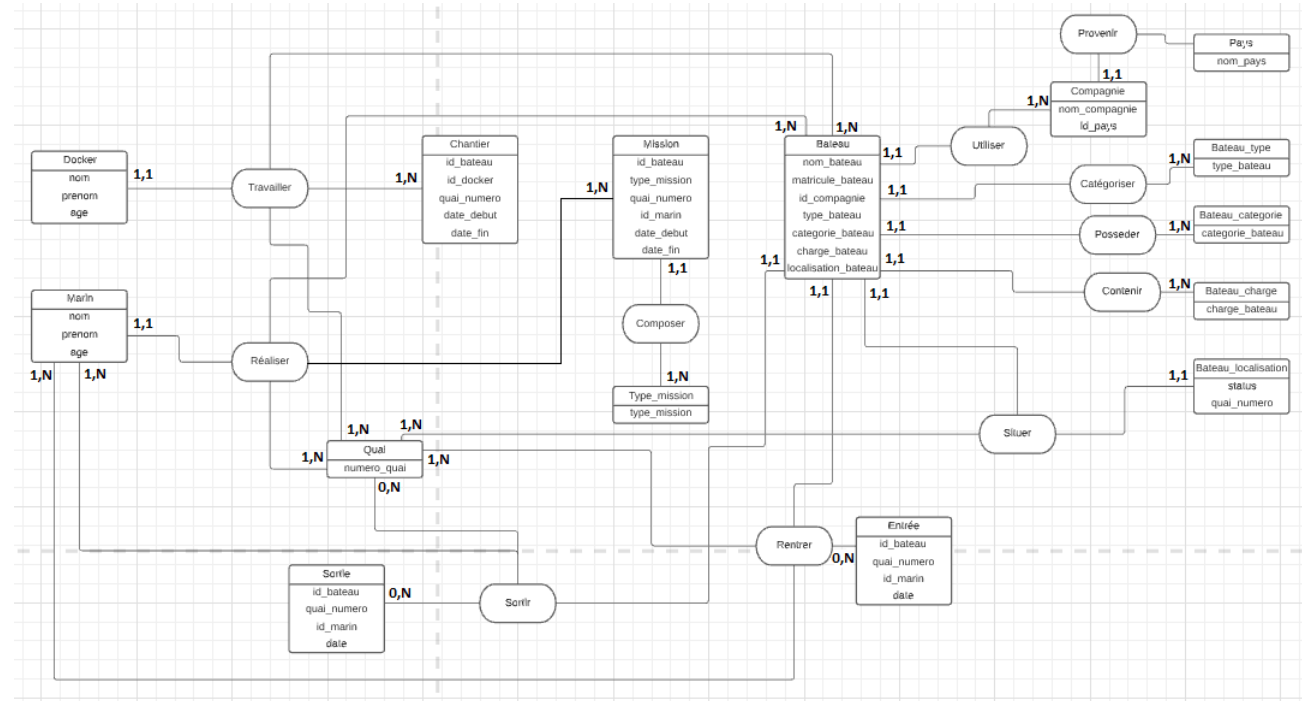 Provenir
Pays
nom_pays
1,1
Compagnie
nom_compagnie
id_pays
1,N
Utiliser
1,N
1,N
Chantier
id_bateau
id_docker
quai_numero
date_debut
date_fin
Mission
id_bateau
type_mission
quai_numero
id_marin
date_debut
date_fin
Bateau
nom_bateau
matricule_bateau
id_compagnie
type_bateau
categorie_bateau
charge_bateau
localisation_bateau
1,1
1,1
1,1
1,1
1,1
1,1
1,1
Bateau_type
type_bateau
1,N
Catégoriser
Docker
nom
prenom
age
1,1
Travailler
1,N
1,N
Bateau_categorie
categorie_bateau
1,N
Posseder
Bateau_charge
charge_bateau
1,N
Contenir
1,1
Composer
1,N
Type_mission
type_mission
Marin
nom
prenom
age
1,1
Réaliser
1,N
1,N
Bateau_localisation
status
quai_numero
1,1
Situer
1,N
1,N
1,N
1,N
Quai
numero_quai
0,N
Rentrer
0,N
Entrée
id_bateau
quai_numero
id_marin
date
Sortie
id_bateau
quai_numero
id_marin
date
0,N
Sortir